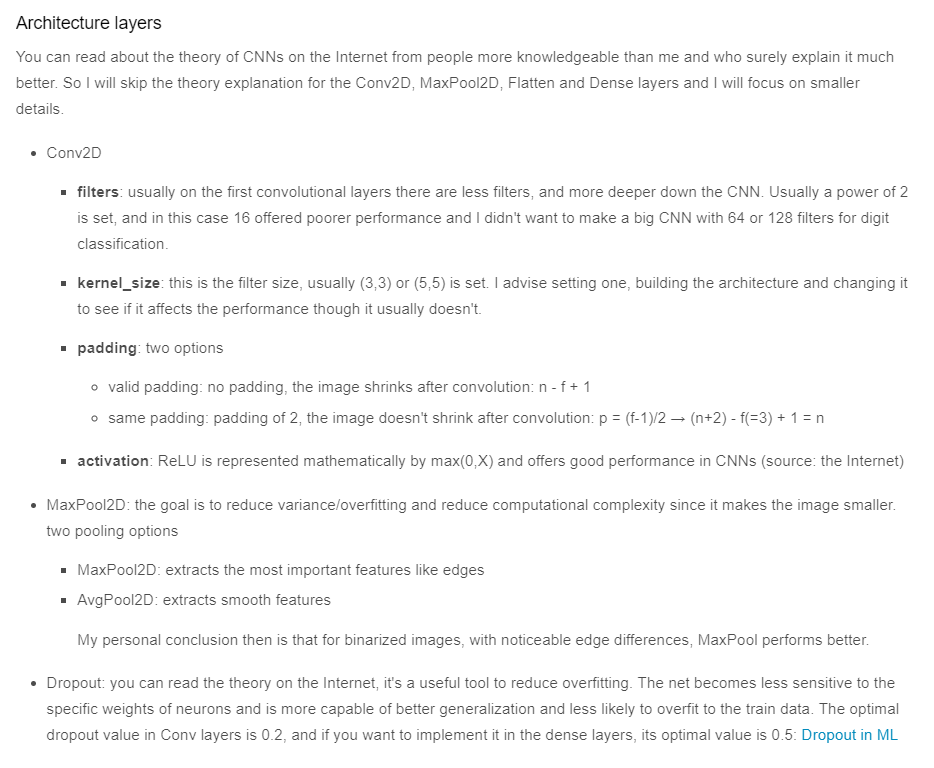 Architecture layers
You can read about the theory of CNNs on the Internet from people more knowledgeable than me and who surely explain it much
better. So I will skip the theory explanation for the Conv2D, MaxPool2D, Flatten and Dense layers and I will focus on smaller
details.
• Conv2D
▪ filters: usually on the first convolutional layers there are less filters, and more deeper down the CNN. Usually a power of 2
is set, and in this case 16 offered poorer performance and I didn't want to make a big CNN with 64 or 128 filters for digit
classification.
▪ kernel_size: this is the filter size, usually (3,3) or (5,5) is set. I advise setting one, building the architecture and changing it
to see if it affects the performance though it usually doesn't.
▪ padding: two options
◦ valid padding: no padding, the image shrinks after convolution: n - f + 1
◦ same padding: padding of 2, the image doesn't shrink after convolution: p = (f-1)/2 → (n+2) - f(=3) + 1 = n
▪ activation: ReLU is represented mathematically by max(0,X) and offers good performance in CNNs (source: the Internet)
• MaxPool2D: the goal is to reduce variance/overfitting and reduce computational complexity since it makes the image smaller.
two pooling options
▪ MaxPool2D: extracts the most important features like edges
▪ AvgPool2D: extracts smooth features
My personal conclusion then is that for binarized images, with noticeable edge differences, MaxPool performs better.
• Dropout: you can read the theory on the Internet, it's a useful tool to reduce overfitting. The net becomes less sensitive to the
specific weights of neurons and is more capable of better generalization and less likely to overfit to the train data. The optimal
dropout value in Conv layers is 0.2, and if you want to implement it in the dense layers, its optimal value is 0.5: Dropout in ML